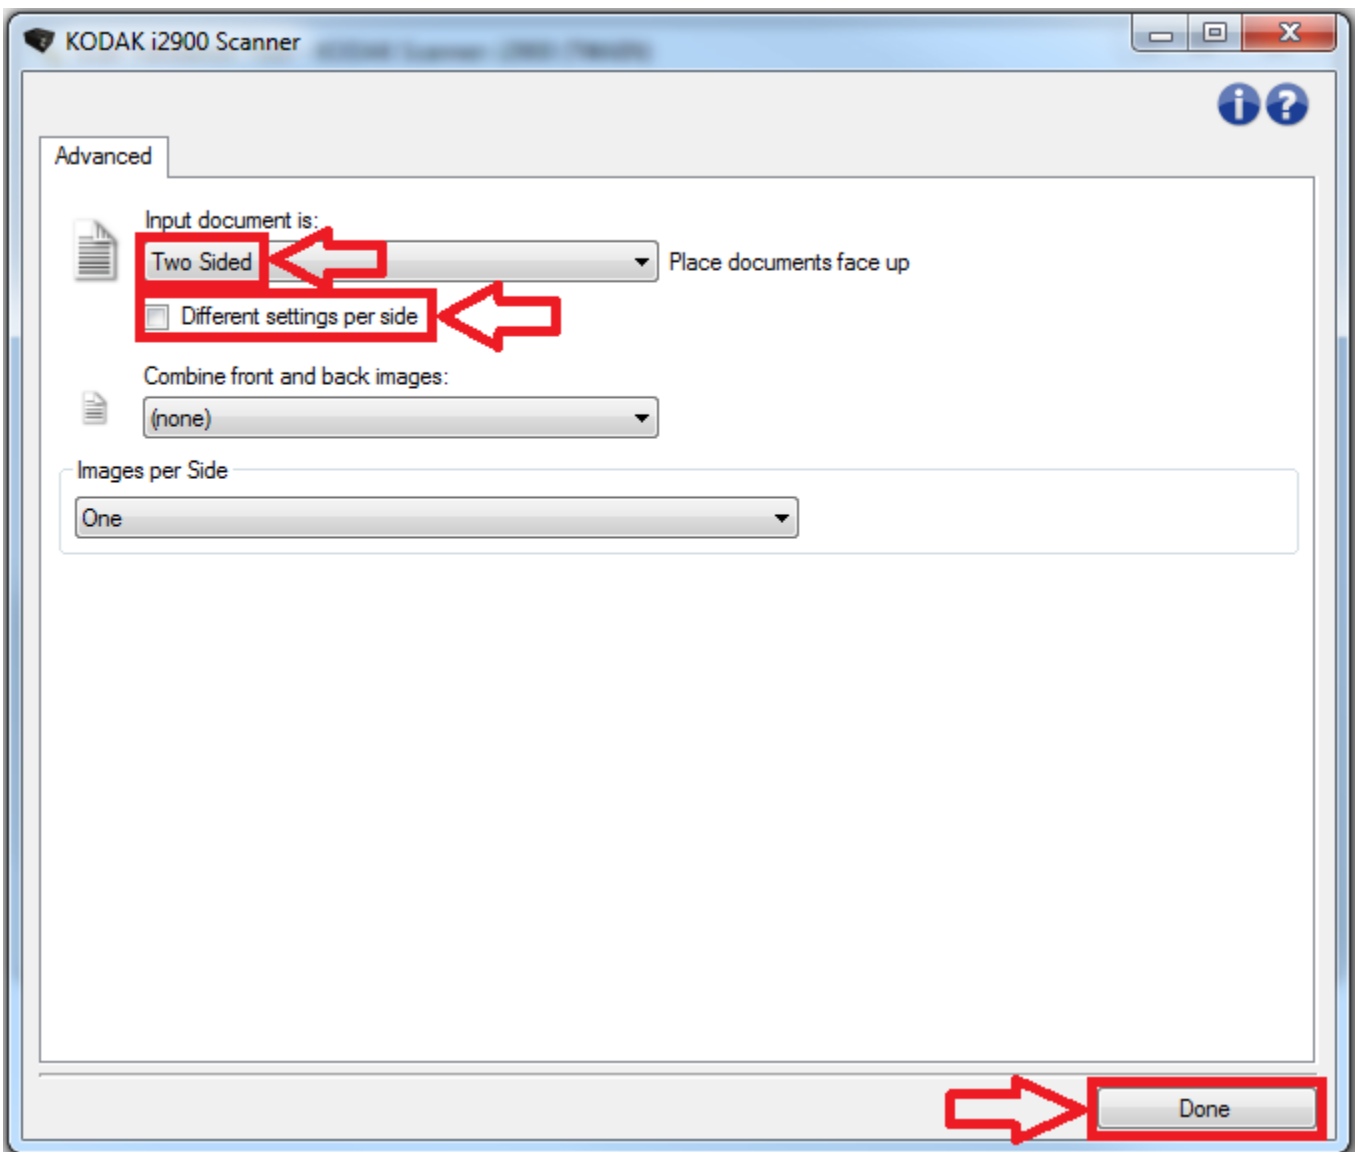 KODAK i2900 Scanner
Advanced
Input document is:
Two Sided
Place documents face up
Different settings per side
Combine front and back images:
(none)
Images per Side
One
Done